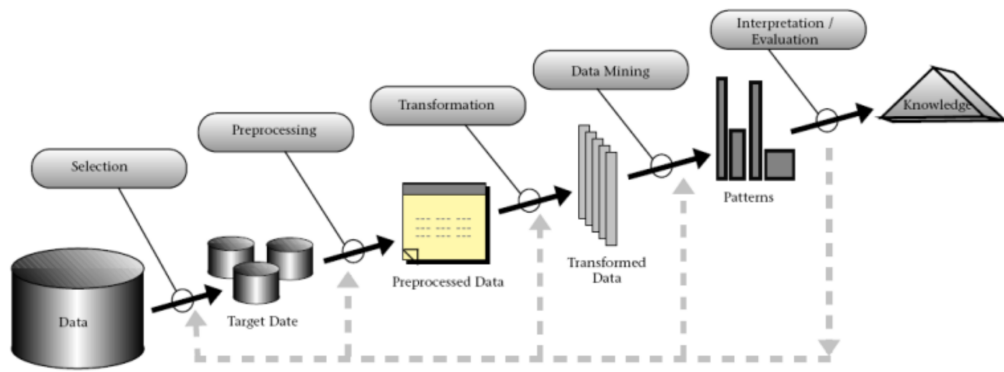 Interpretation /
Evaluation
Data Mining
Transformation
Preprocessing
Selection
Knowledge
Patterns
Transformed
Data
Preprocessed Data
Target Date
Data